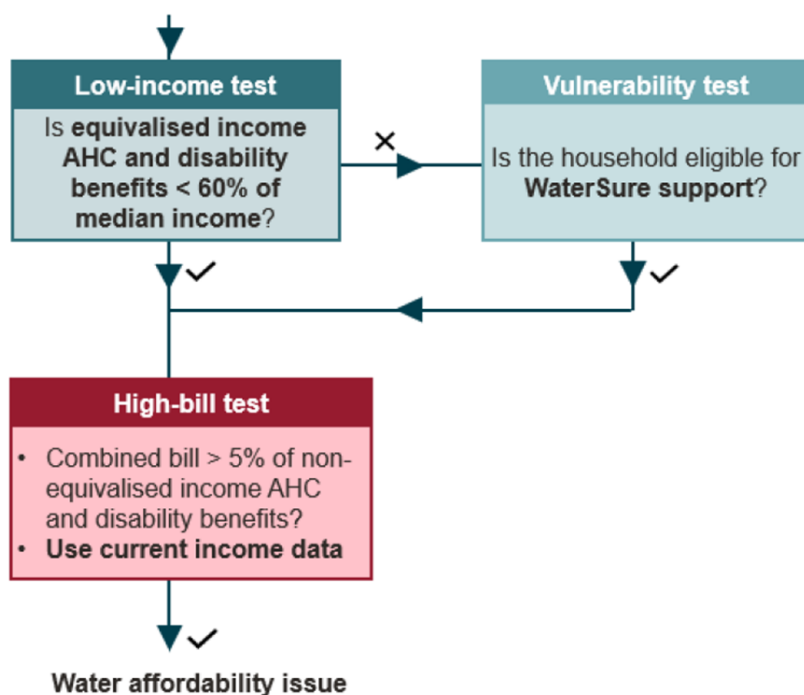 Low-income test
Is equivalised income
AHC and disability
benefits < 60% of
median income?
Vulnerability test
Is the household eligible for
WaterSure support?
High-bill test
• Combined bill > 5% of non-
equivalised income AHC
and disability benefits?
• Use current income data
Water affordability issue